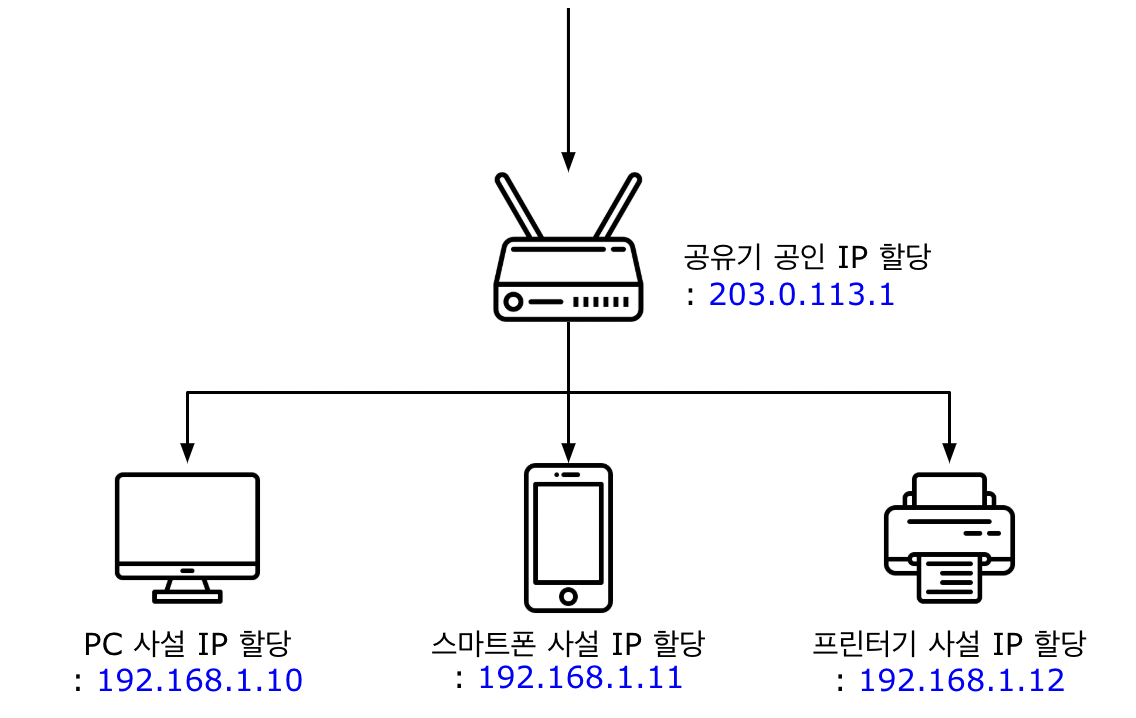 공유기 공인 IP 할당
: 203.0.113.1
PC 사설 IP 할당
: 192.168.1.10
스마트폰 사설 IP 할당
: 192.168.1.11
프린터기 사설 IP 할당
: 192.168.1.12